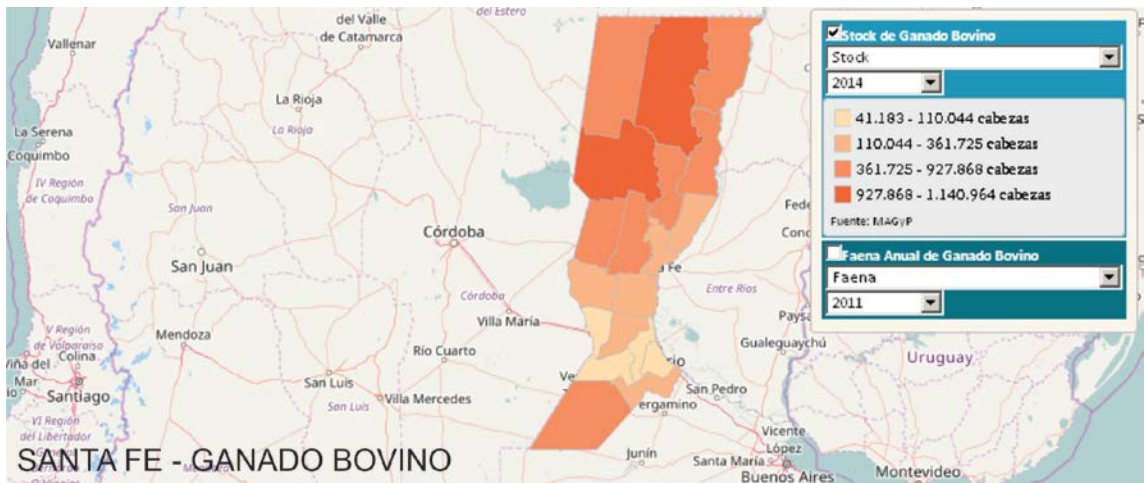 del Valle
de Catamarca
del Estero
Vallenar
La Rioja
La Rioja
La Serena
Coquimbo
IV Región
de Coquimbo
San Juan
San Juan
Córdoba
Córdoba
Villa María
Mendoza
Río Cuarto
San Luis
San Luis
Villa Mercedes
V Región
de Valparaíso
Colina
Viña del
Mar
Santiago
VI Región
del Libertador
Entre Ríos
Gualeguaychú
Uruguay
San Pedro
Pergamino
Junín
Santa María
Vicente
López
Buenos Aires
Montevideo
Stock de Ganado Bovino
Stock
2014
41.183 - 110.044 cabezas
110.044 - 361.725 cabezas
361.725 - 927.868 cabezas
927.868 - 1.140.964 cabezas
Fuente: MAGyP
Faena Anual de Ganado Bovino
Faena
2011
SANTA FE - GANADO BOVINO